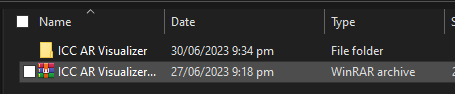 Name Date Type
ICC AR Visualizer 30/06/2023 9:34 pm File folder
ICC AR Visualizer... 27/06/2023 9:18 pm WinRAR archive